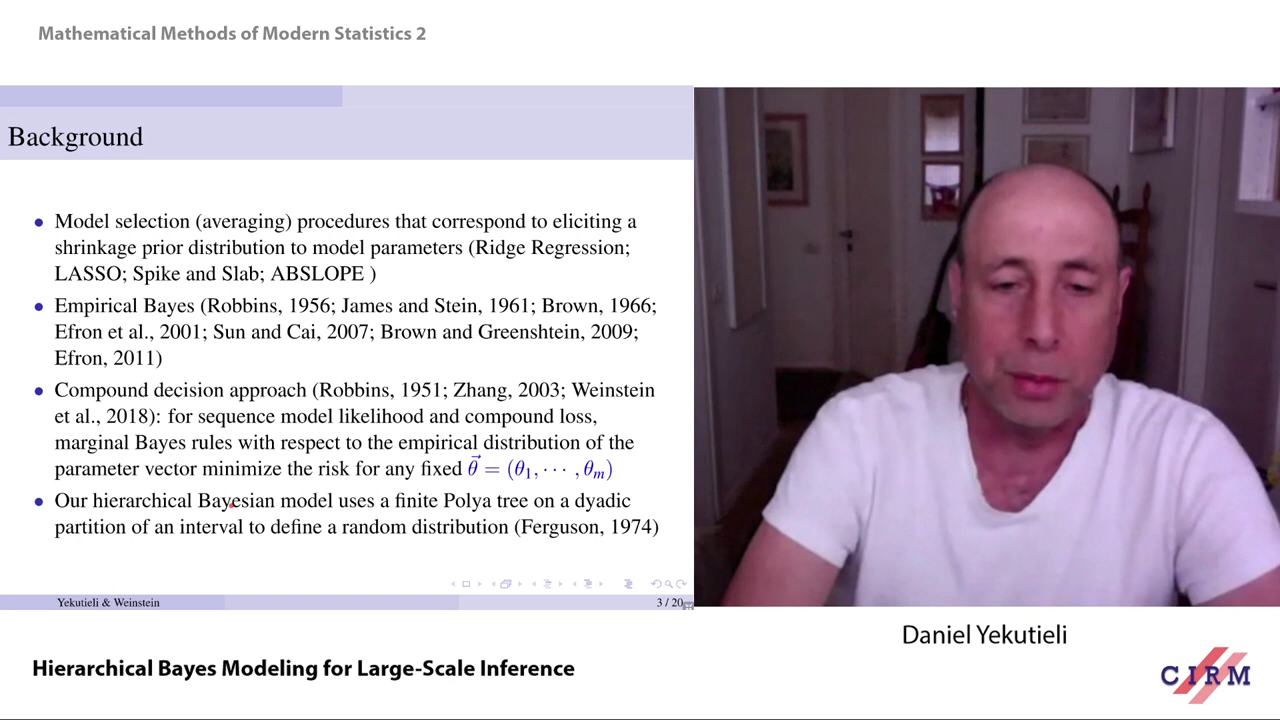 Mathematical Methods of Modern Statistics 2
Background
• Model selection (averaging) procedures that correspond to eliciting a
shrinkage prior distribution to model parameters (Ridge Regression;
LASSO; Spike and Slab; ABSLOPE )
• Empirical Bayes (Robbins, 1956; James and Stein, 1961; Brown, 1966;
Efron et al., 2001; Sun and Cai, 2007; Brown and Greenshtein, 2009;
Efron, 2011)
• Compound decision approach (Robbins, 1951; Zhang, 2003; Weinstein
et al., 2018): for sequence model likelihood and compound loss,
marginal Bayes rules with respect to the empirical distribution of the
parameter vector minimize the risk for any fixed $\vec{\theta} = (\theta_1, \cdots, \theta_m)$
• Our hierarchical Bayesian model uses a finite Polya tree on a dyadic
partition of an interval to define a random distribution (Ferguson, 1974)
Yekutieli & Weinstein
3 / 20
Daniel Yekutieli
Hierarchical Bayes Modeling for Large-Scale Inference
CIRM